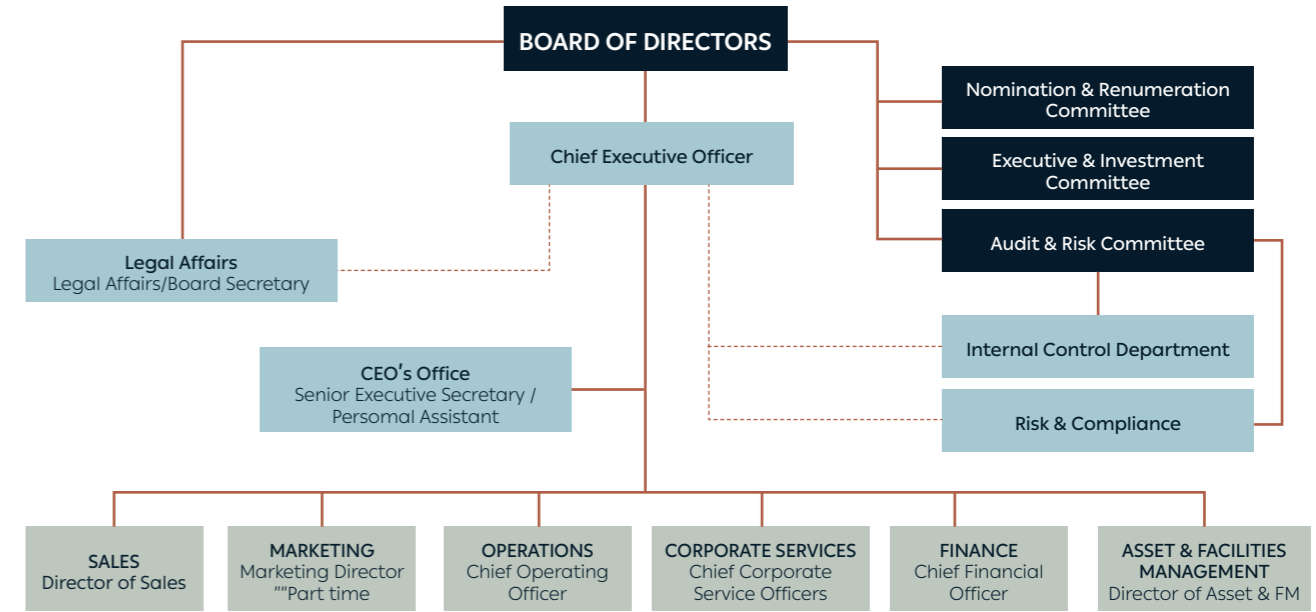 BOARD OF DIRECTORS
Nomination & Renumeration
Committee
Chief Executive Officer
Executive & Investment
Committee
Audit & Risk Committee
Legal Affairs
Legal Affairs/Board Secretary
Internal Control Department
CEO's Office
Senior Executive Secretary /
Persomal Assistant
Risk & Compliance
SALES
Director of Sales
MARKETING
Marketing Director
""Part time
OPERATIONS
Chief Operating
Officer
CORPORATE SERVICES
Chief Corporate
Service Officers
FINANCE
Chief Financial
Officer
ASSET & FACILITIES
MANAGEMENT
Director of Asset & FM